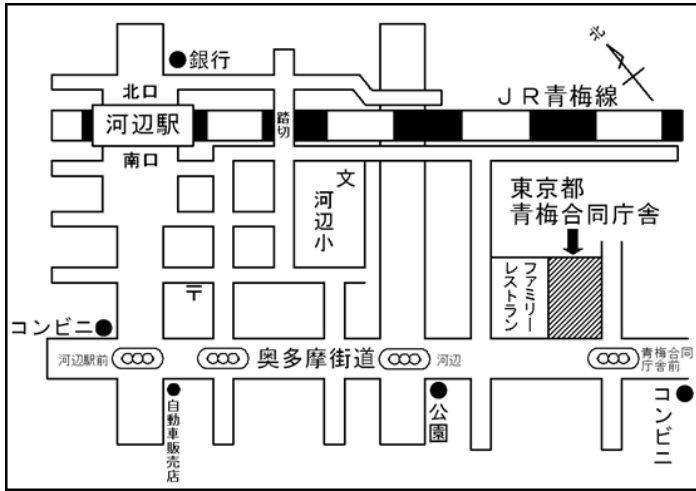 銀行
北
北口
JR青梅線
河辺駅
踏切
南口
文
河辺小
東京都
青梅合同庁舎
ファミリー
レストラン
〒
コンビニ
河辺駅前
奥多摩街道
河辺
青梅合同
庁舎前
自動車販売店
公園
コンビニ